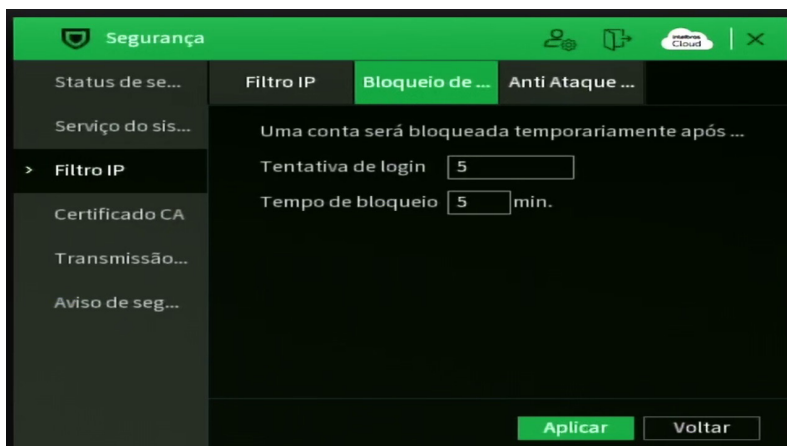 Segurança
intelbras
Cloud
Status de se...
Filtro IP
Bloqueio de ...
Anti Ataque ...
Serviço do sis...
Uma conta será bloqueada temporariamente após ...
> Filtro IP
Tentativa de login 5
Certificado CA
Tempo de bloqueio 5 min.
Transmissão...
Aviso de seg...
Aplicar
Voltar